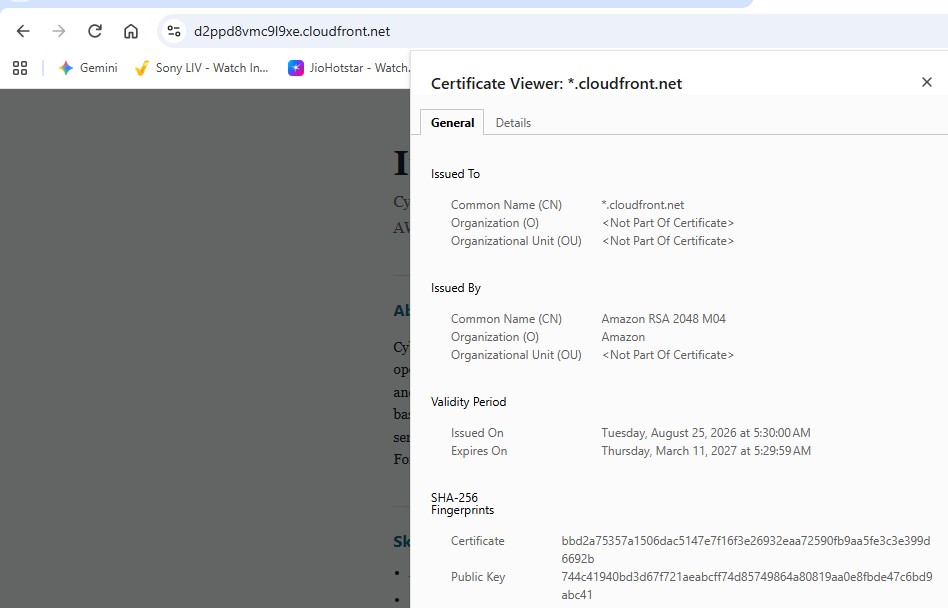 d2ppd8vmc9l9xe.cloudfront.net
Gemini Sony LIV - Watch In... JioHotstar - Watch.
Certificate Viewer: *.cloudfront.net
General Details
Issued To
Common Name (CN) *.cloudfront.net
Organization (O) <Not Part Of Certificate>
Organizational Unit (OU) <Not Part Of Certificate>
Issued By
Common Name (CN) Amazon RSA 2048 M04
Organization (O) Amazon
Organizational Unit (OU) <Not Part Of Certificate>
Validity Period
Issued On Tuesday, August 25, 2026 at 5:30:00 AM
Expires On Thursday, March 11, 2027 at 5:29:59 AM
SHA-256
Fingerprints
Certificate bbd2a75357a1506dac5147e7f16f3e26932eaa72590fb9aa5fe3c3e399d
6692b
Public Key 744c41940bd3d67f721aeabcff74d85749864a80819aa0e8fbde47c6bd9
abc41